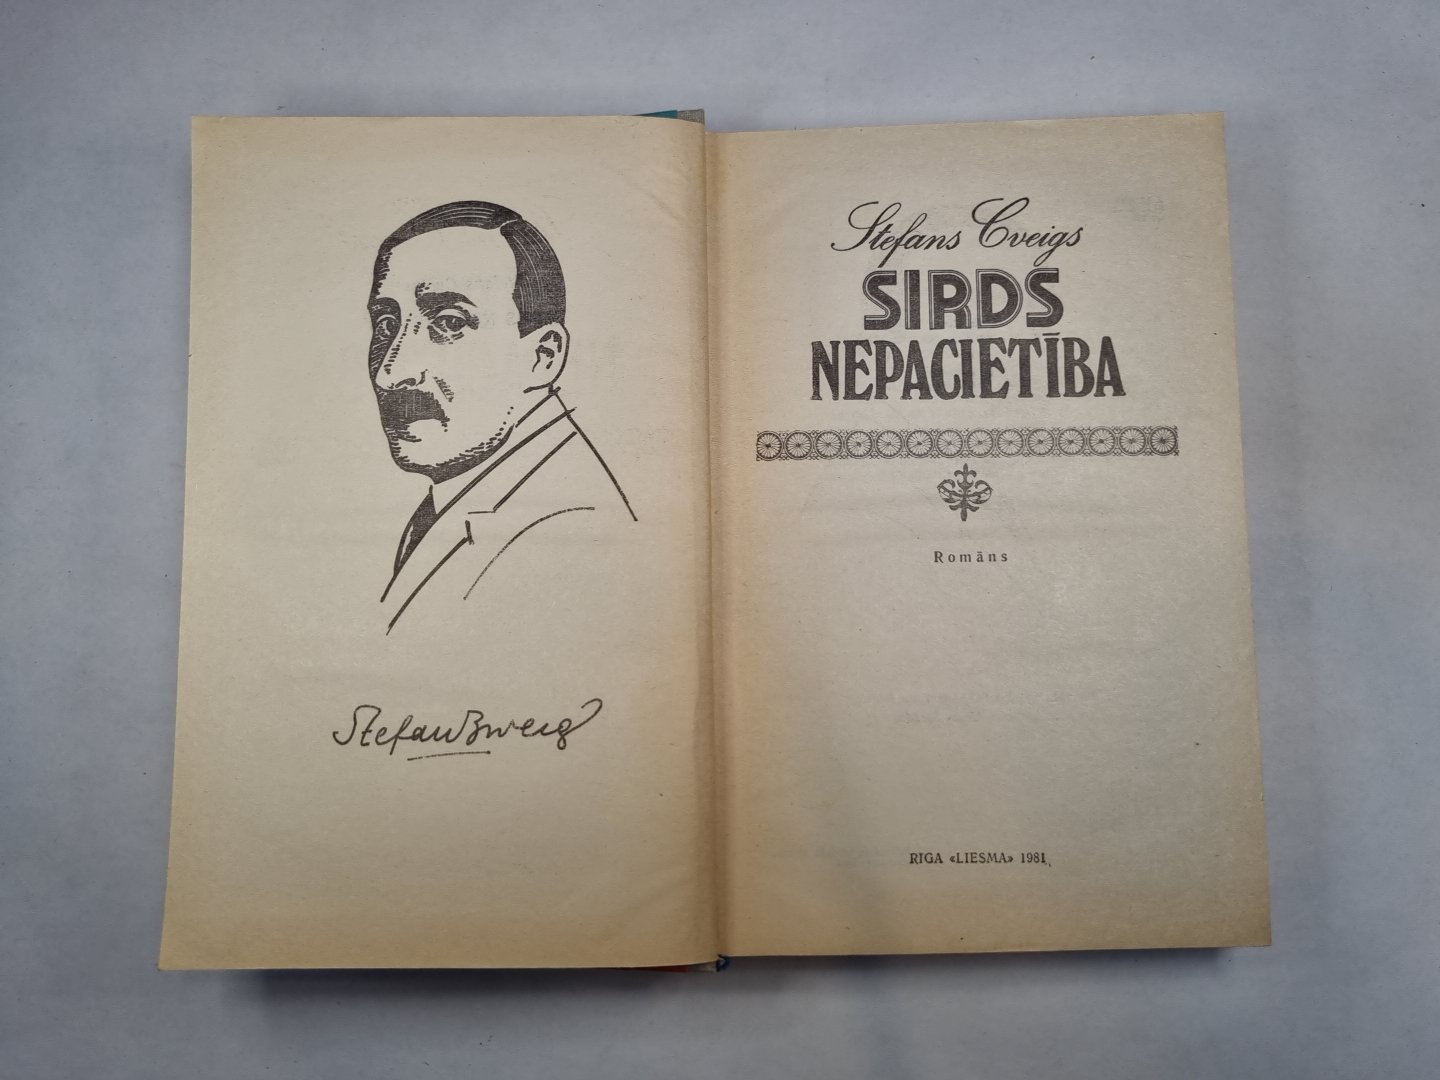 Stefan Zweig
Stefans Cveigs
SIRDS
NEPACIETĪBA
Romāns
RIGA «LIESMA» 1981